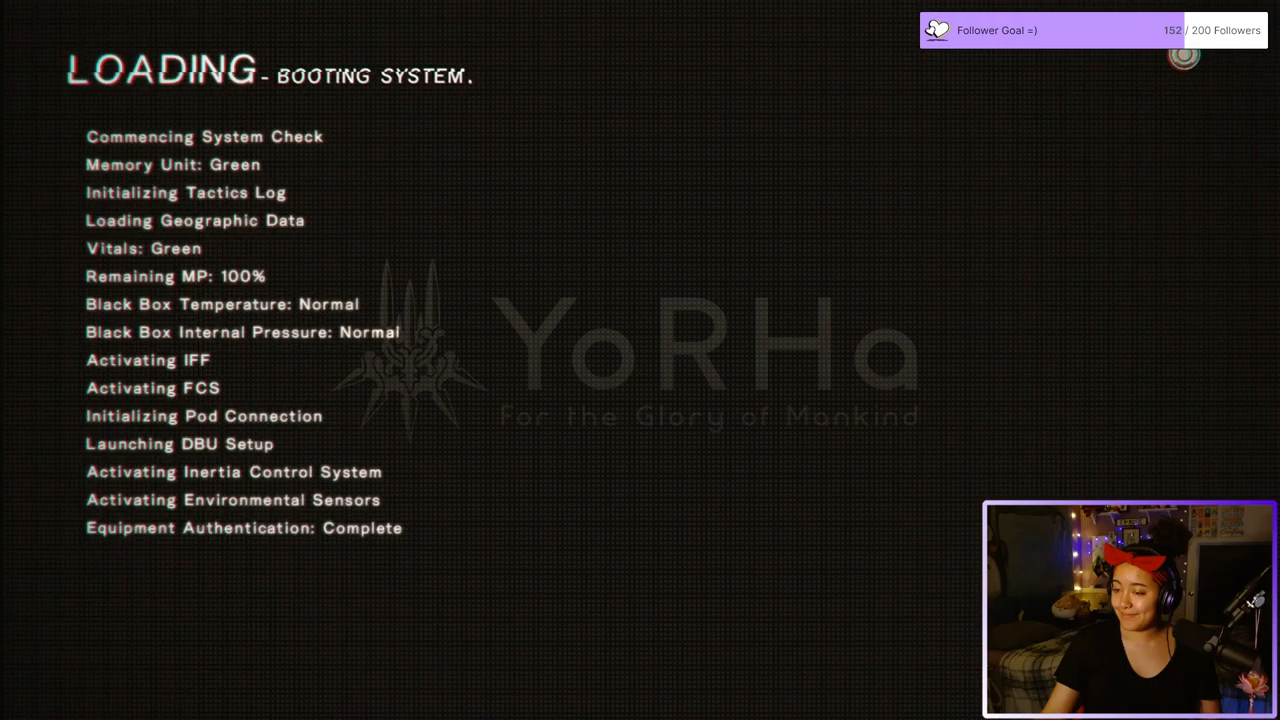 Follower Goal =)
152 / 200 Followers
LOADING - BOOTING SYSTEM.
Commencing System Check
Memory Unit: Green
Initializing Tactics Log
Loading Geographic Data
Vitals: Green
Remaining MP: 100%
Black Box Temperature: Normal
Black Box Internal Pressure: Normal
Activating IFF
Activating FCS
Initializing Pod Connection
Launching DBU Setup
Activating Inertia Control System
Activating Environmental Sensors
Equipment Authentication: Complete
YoRHa
For the Glory of Mankind